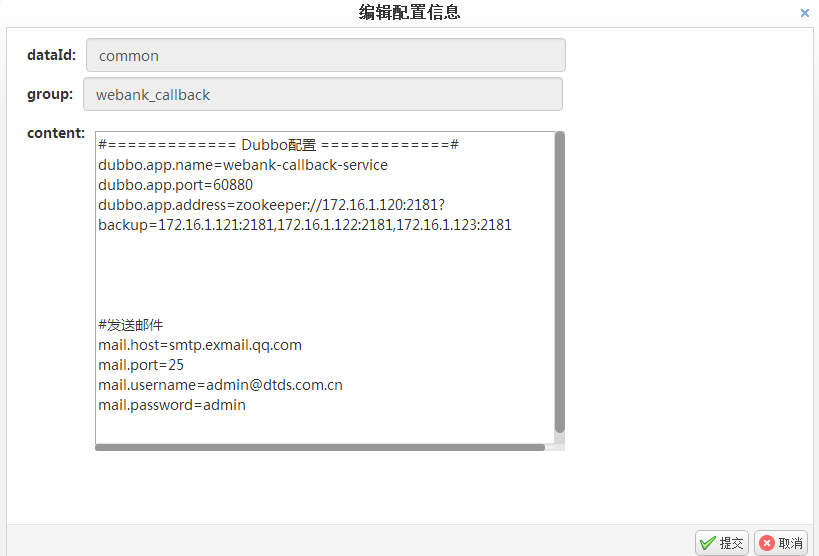 编辑配置信息
×
dataId: common
group: webank_callback
content:
#============= Dubbo配置 =============#
dubbo.app.name=webank-callback-service
dubbo.app.port=60880
dubbo.app.address=zookeeper://172.16.1.120:2181?
backup=172.16.1.121:2181,172.16.1.122:2181,172.16.1.123:2181
#发送邮件
mail.host=smtp.exmail.qq.com
mail.port=25
mail.username=admin@dtds.com.cn
mail.password=admin
提交 取消